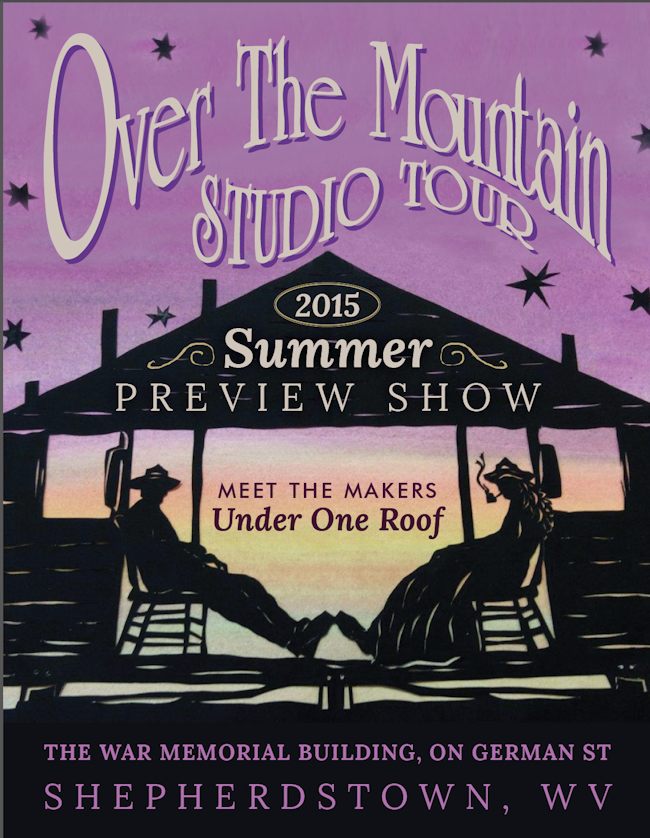 Over The Mountain
STUDIO TOUR
2015
Summer
PREVIEW SHOW
MEET THE MAKERS
Under One Roof
THE WAR MEMORIAL BUILDING, ON GERMAN ST
SHEPHERDSTOWN, WV